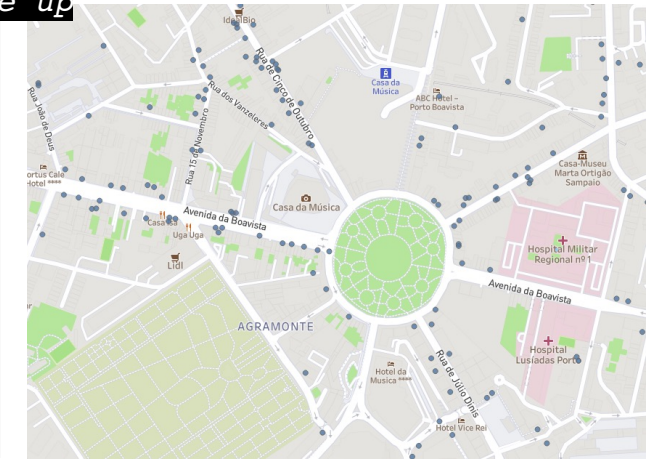 e up
IdealBio
Rua de Cinco de Outubro
Casa da
Música
Rua dos Vanzeleres
ABC Hotel –
Porto Boavista
Rua João de Deus
Rua 15 de Novembro
Casa-Museu
Marta Ortigão
Sampaio
ortus Cale
Hotel ****
Casa da Música
Avenida da Boavista
Uga Uga
Hospital Militar
Regional nº 1
Lidl
Avenida da Boavista
AGRAMONTE
Hospital
Lusíadas Porto
Rua de Júlio Dinis
Hotel da
Musica ****
Hotel Vice Rei